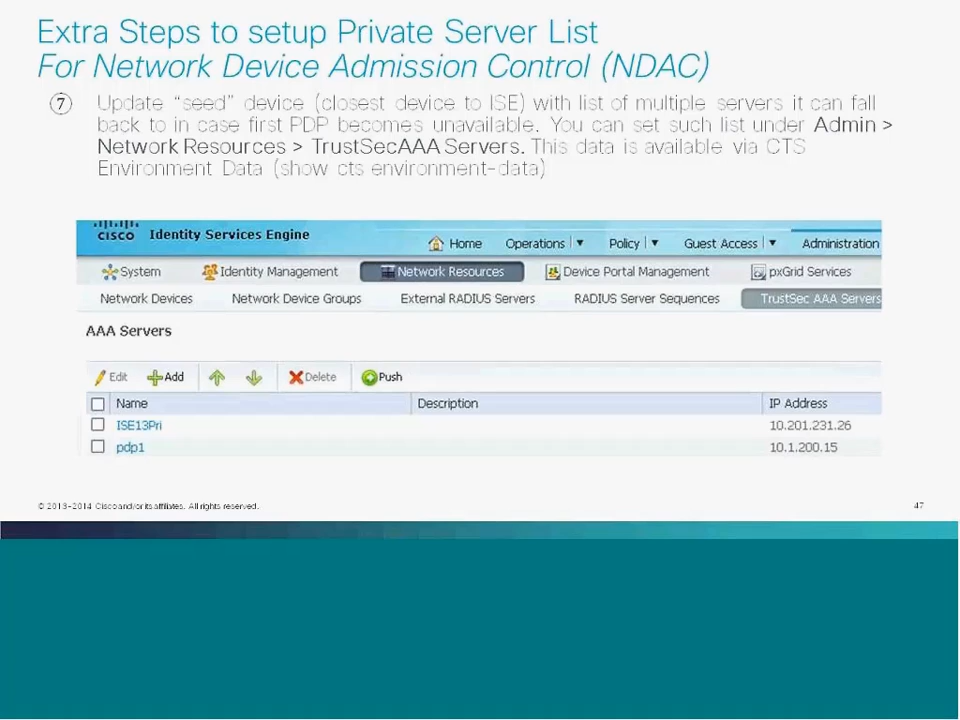 Extra Steps to setup Private Server List
For Network Device Admission Control (NDAC)
7 Update “seed” device (closest device to ISE) with list of multiple servers it can fall
back to in case first PDP becomes unavailable. You can set such list under Admin >
Network Resources > TrustSecAAA Servers. This data is available via CTS
Environment Data (show cts environment-data)
CISCO Identity Services Engine
Home Operations Policy Guest Access Administration
System Identity Management Network Resources Device Portal Management pxGrid Services
Network Devices Network Device Groups External RADIUS Servers RADIUS Server Sequences TrustSec AAA Servers
AAA Servers
Edit Add Delete Push
Name Description IP Address
ISE13Pri 10.201.231.26
pdp1 10.1.200.15
© 2013-2014 Cisco and/or its affiliates. All rights reserved. 47